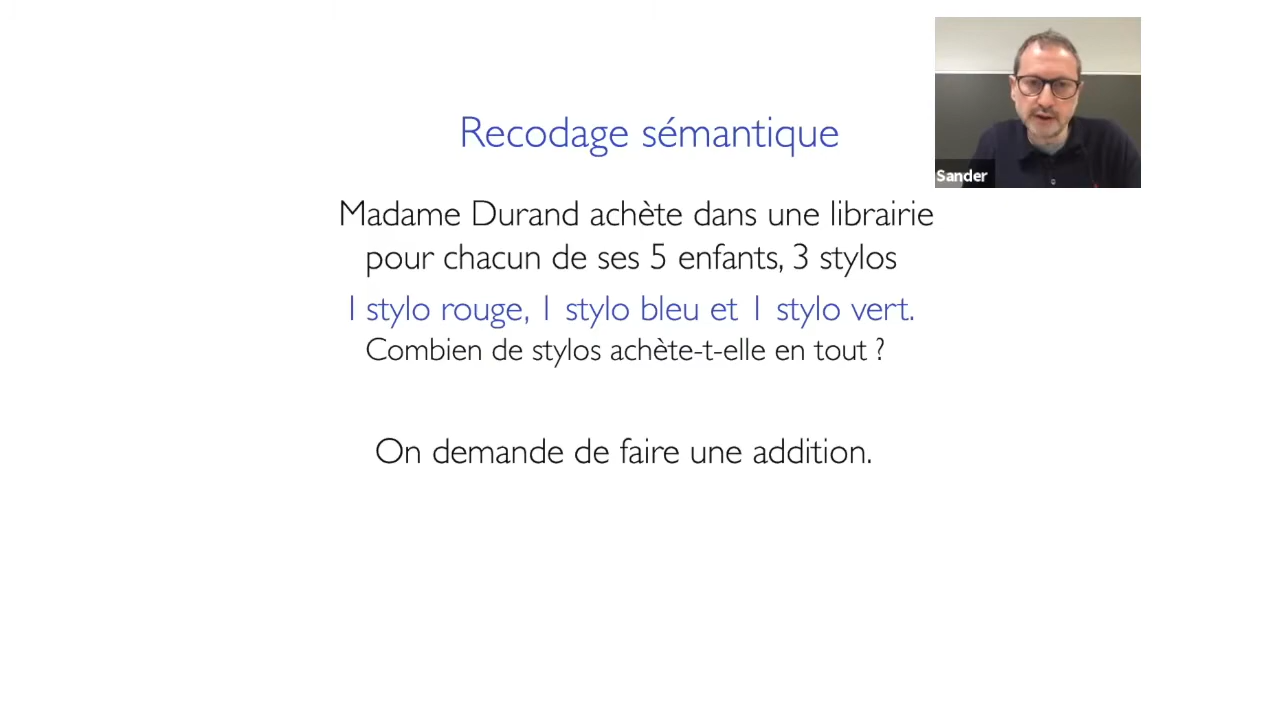 Recodage sémantique
Sander
Madame Durand achète dans une librairie
pour chacun de ses 5 enfants, 3 stylos
1 stylo rouge, 1 stylo bleu et 1 stylo vert.
Combien de stylos achète-t-elle en tout ?
On demande de faire une addition.